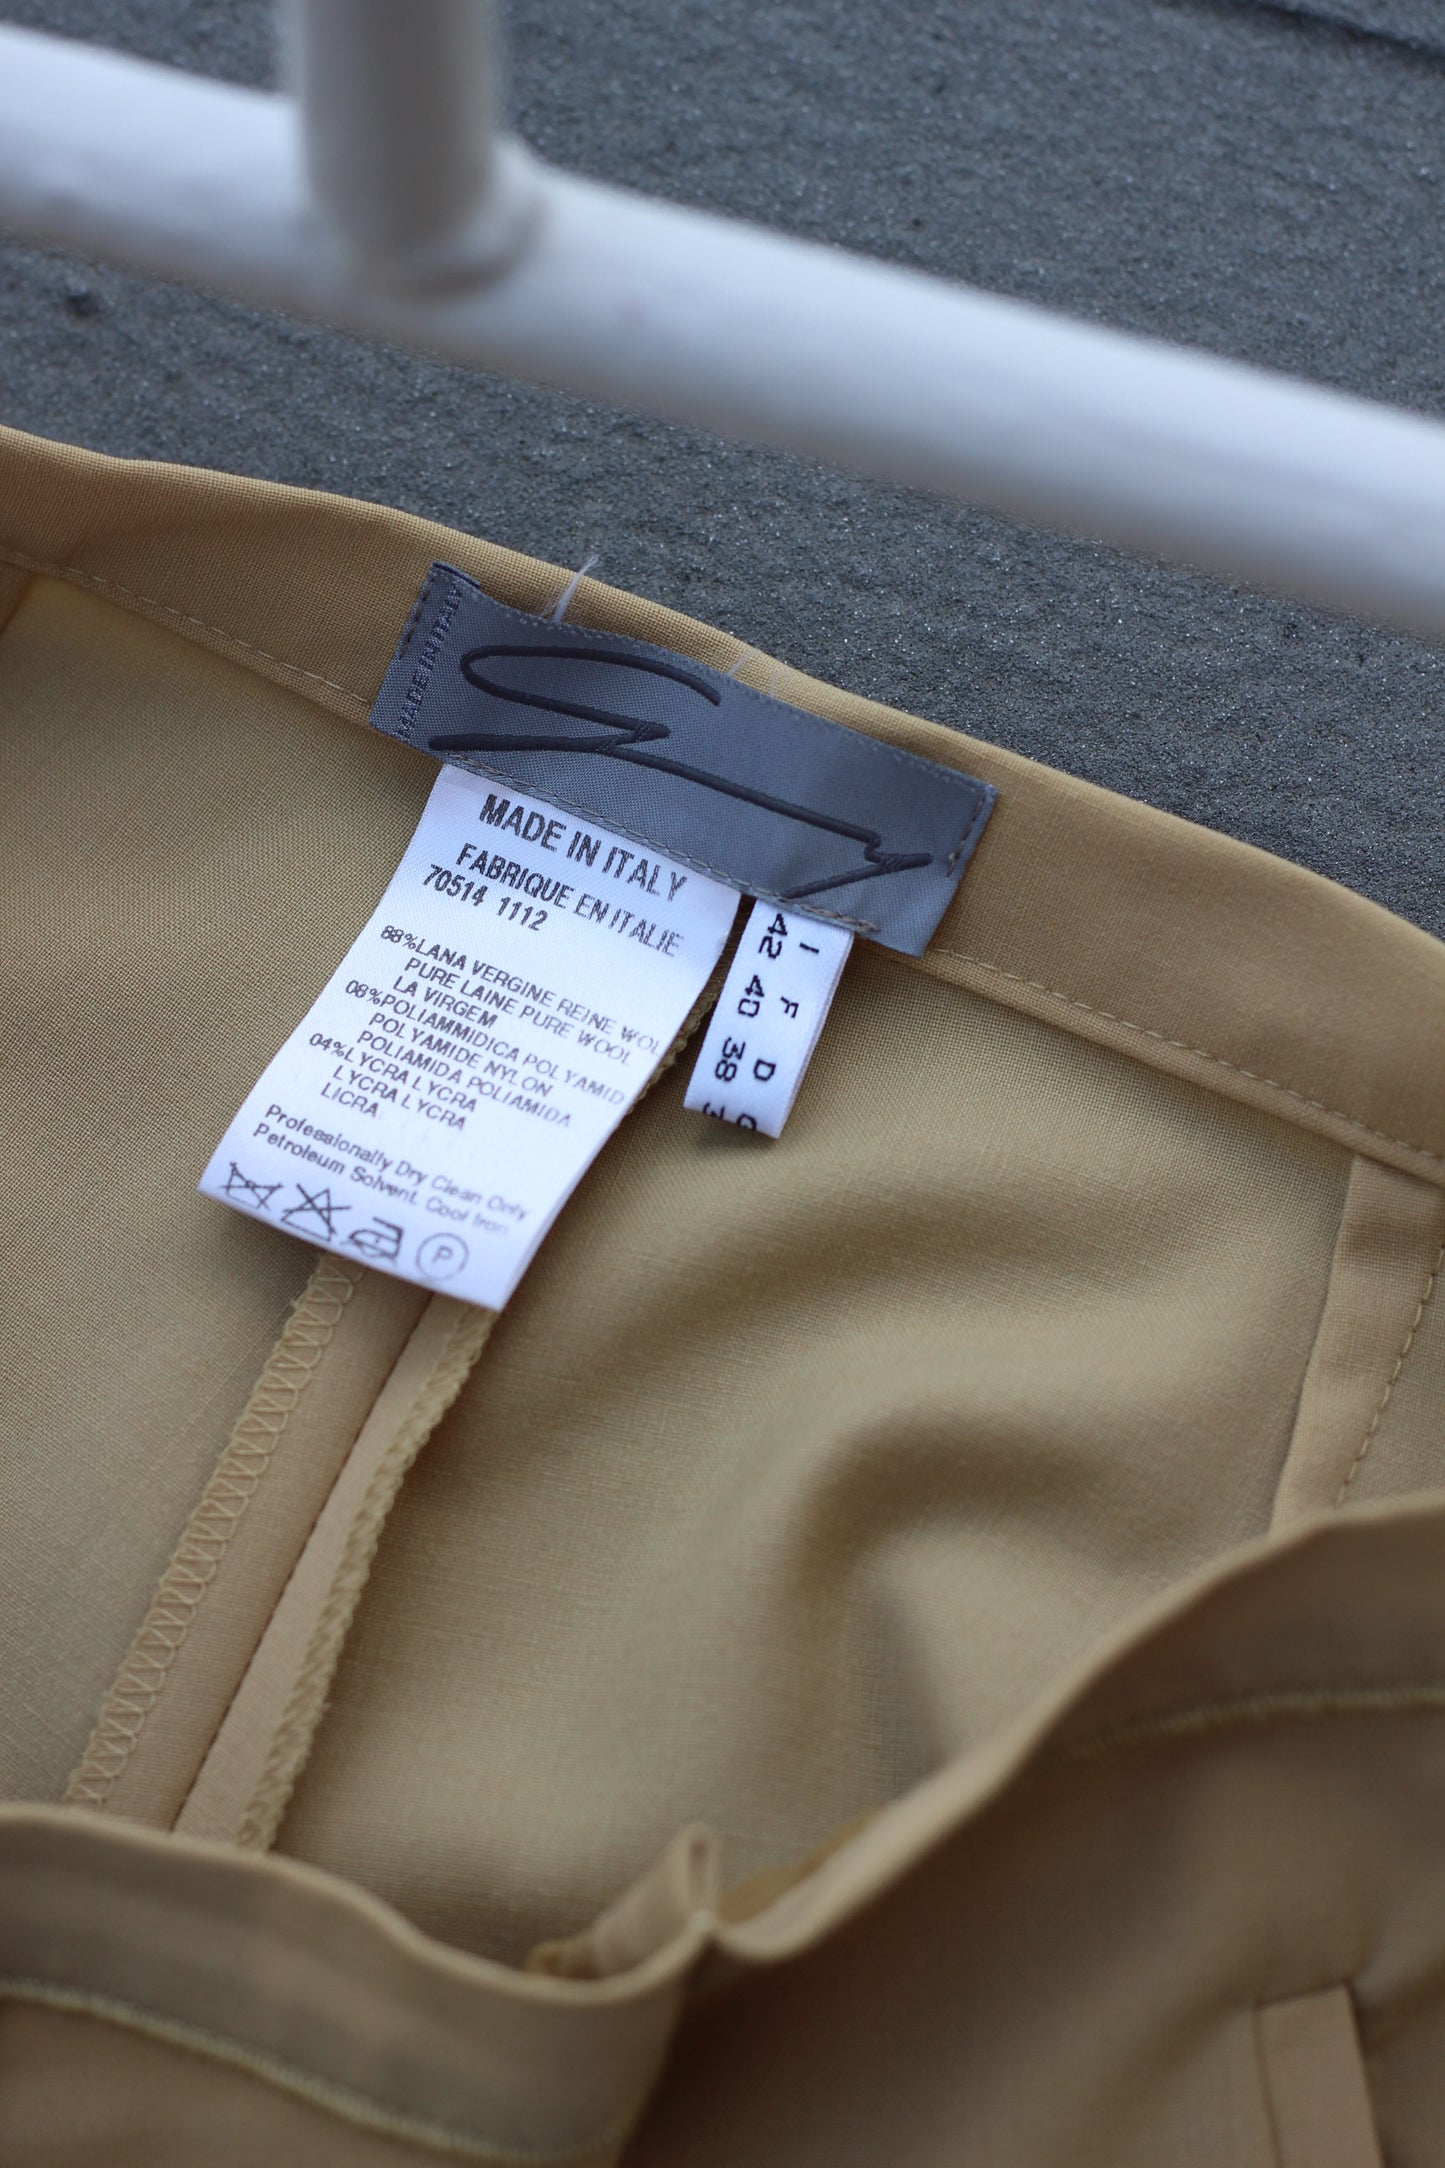 MADE IN ITALY
MADE IN ITALY
FABRIQUE EN ITALIE
70514 1112
88%LANA VERGINE REINE WOL
PURE LAINE PURE WOOL
LA VIRGEM
08%POLIAMMIDICA POLYAMID
POLYAMIDE NYLON
POLIAMIDA POLIAMIDA
04%LYCRA LYCRA
LYCRA LYCRA
LICRA
Professionally Dry Clean Only
Petroleum Solvent. Cool Iron
P
I F D
42 40 38